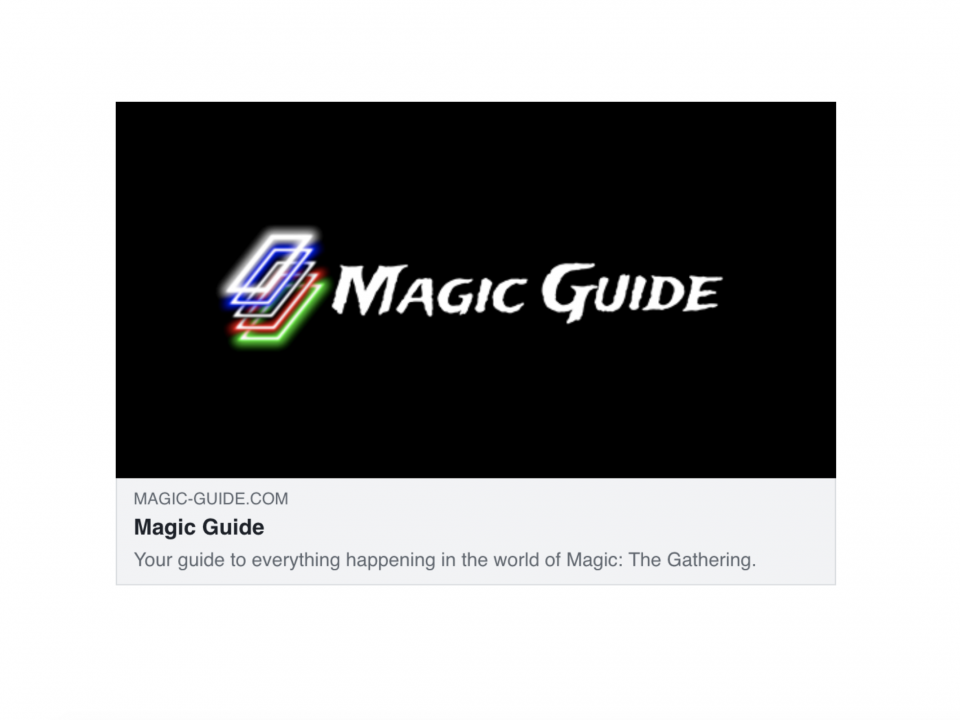 Magic Guide
MAGIC-GUIDE.COM
Magic Guide
Your guide to everything happening in the world of Magic: The Gathering.